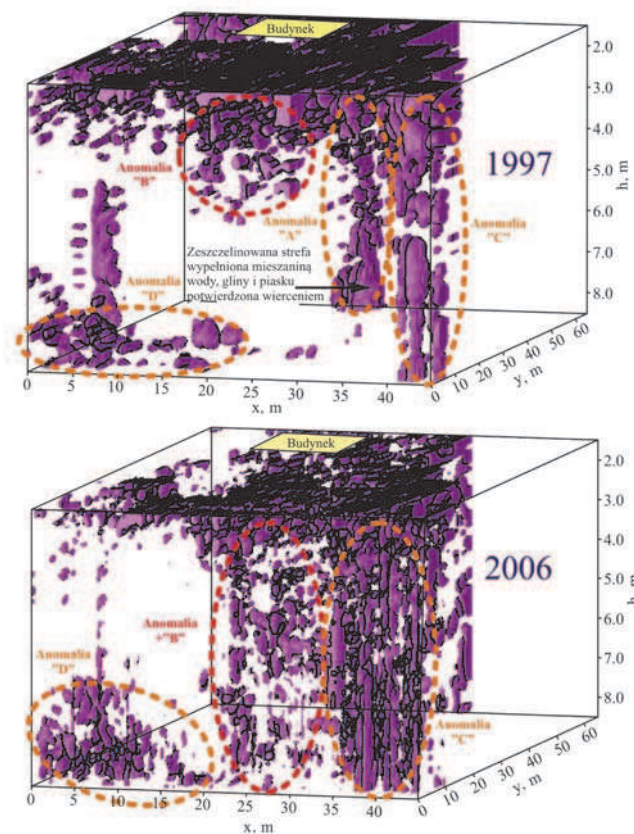 Budynek
2.0
3.0
4.0
5.0
6.0
7.0
8.0
h, m
1997
Anomalia
"B"
Anomalia
"A"
Anomalia
"C"
Zeszczelinowana strefa
wypełniona mieszaniną
wody, gliny i piasku
potwierdzona wierceniem
Anomalia
"D"
0 5 10 15 20 25 30 35 40 45
x, m
0 10 20 30 40 50 60
y, m
Budynek
2.0
3.0
4.0
5.0
6.0
7.0
8.0
h, m
2006
Anomalia
+"B"
Anomalia
"D"
Anomalia
"C"
0 5 10 15 20 25 30 35 40 45
x, m
0 10 20 30 40 50 60
y, m